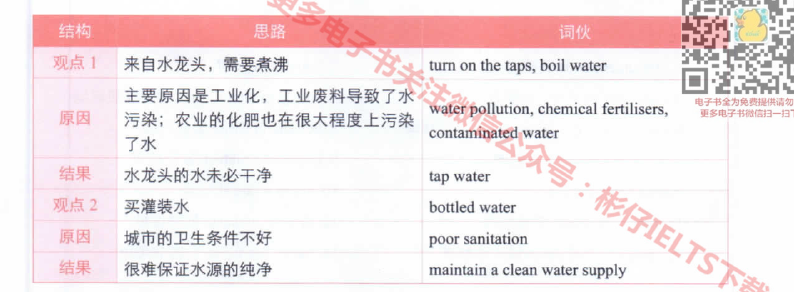 结构 思路 词伙
观点 1 来自水龙头，需要煮沸 turn on the taps, boil water
原因 主要原因是工业化，工业废料导致了水
污染；农业的化肥也在很大程度上污染
了水
water pollution, chemical fertilisers,
contaminated water
结果 水龙头的水未必干净 tap water
观点 2 买灌装水 bottled water
原因 城市的卫生条件不好 poor sanitation
结果 很难保证水源的纯净 maintain a clean water supply
更多电子书关注微信公众号：彬仔IELTS下载
电子书全为免费提供请勿
更多电子书微信扫一扫下